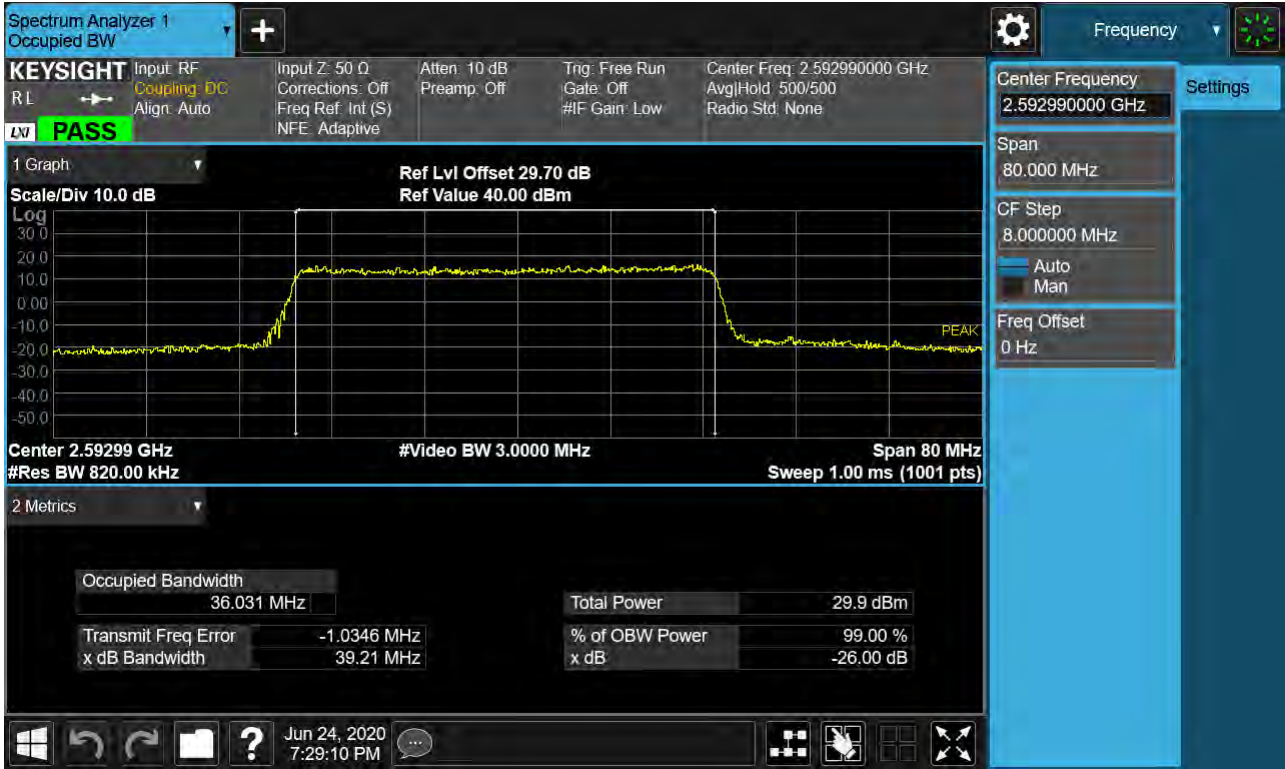 Spectrum Analyzer 1
Occupied BW
Frequency
KEYSIGHT
R L
LXI
PASS
Input: RF
Coupling: DC
Align: Auto
Input Z: 50 Ω
Corrections: Off
Freq Ref: Int (S)
NFE: Adaptive
Atten: 10 dB
Preamp: Off
Trig: Free Run
Gate: Off
#IF Gain: Low
Center Freq: 2.592990000 GHz
Avg|Hold: 500/500
Radio Std: None
Center Frequency
2.592990000 GHz
Settings
Span
80.000 MHz
CF Step
8.000000 MHz
Auto
Man
Freq Offset
0 Hz
1 Graph
Scale/Div 10.0 dB
Ref Lvl Offset 29.70 dB
Ref Value 40.00 dBm
Log
30.0
20.0
10.0
0.00
-10.0
-20.0
-30.0
-40.0
-50.0
PEAK
Center 2.59299 GHz
#Video BW 3.0000 MHz
Span 80 MHz
#Res BW 820.00 kHz
Sweep 1.00 ms (1001 pts)
2 Metrics
Occupied Bandwidth
36.031 MHz
Total Power 29.9 dBm
Transmit Freq Error -1.0346 MHz
% of OBW Power 99.00 %
x dB Bandwidth 39.21 MHz
x dB -26.00 dB
?
Jun 24, 2020
7:29:10 PM